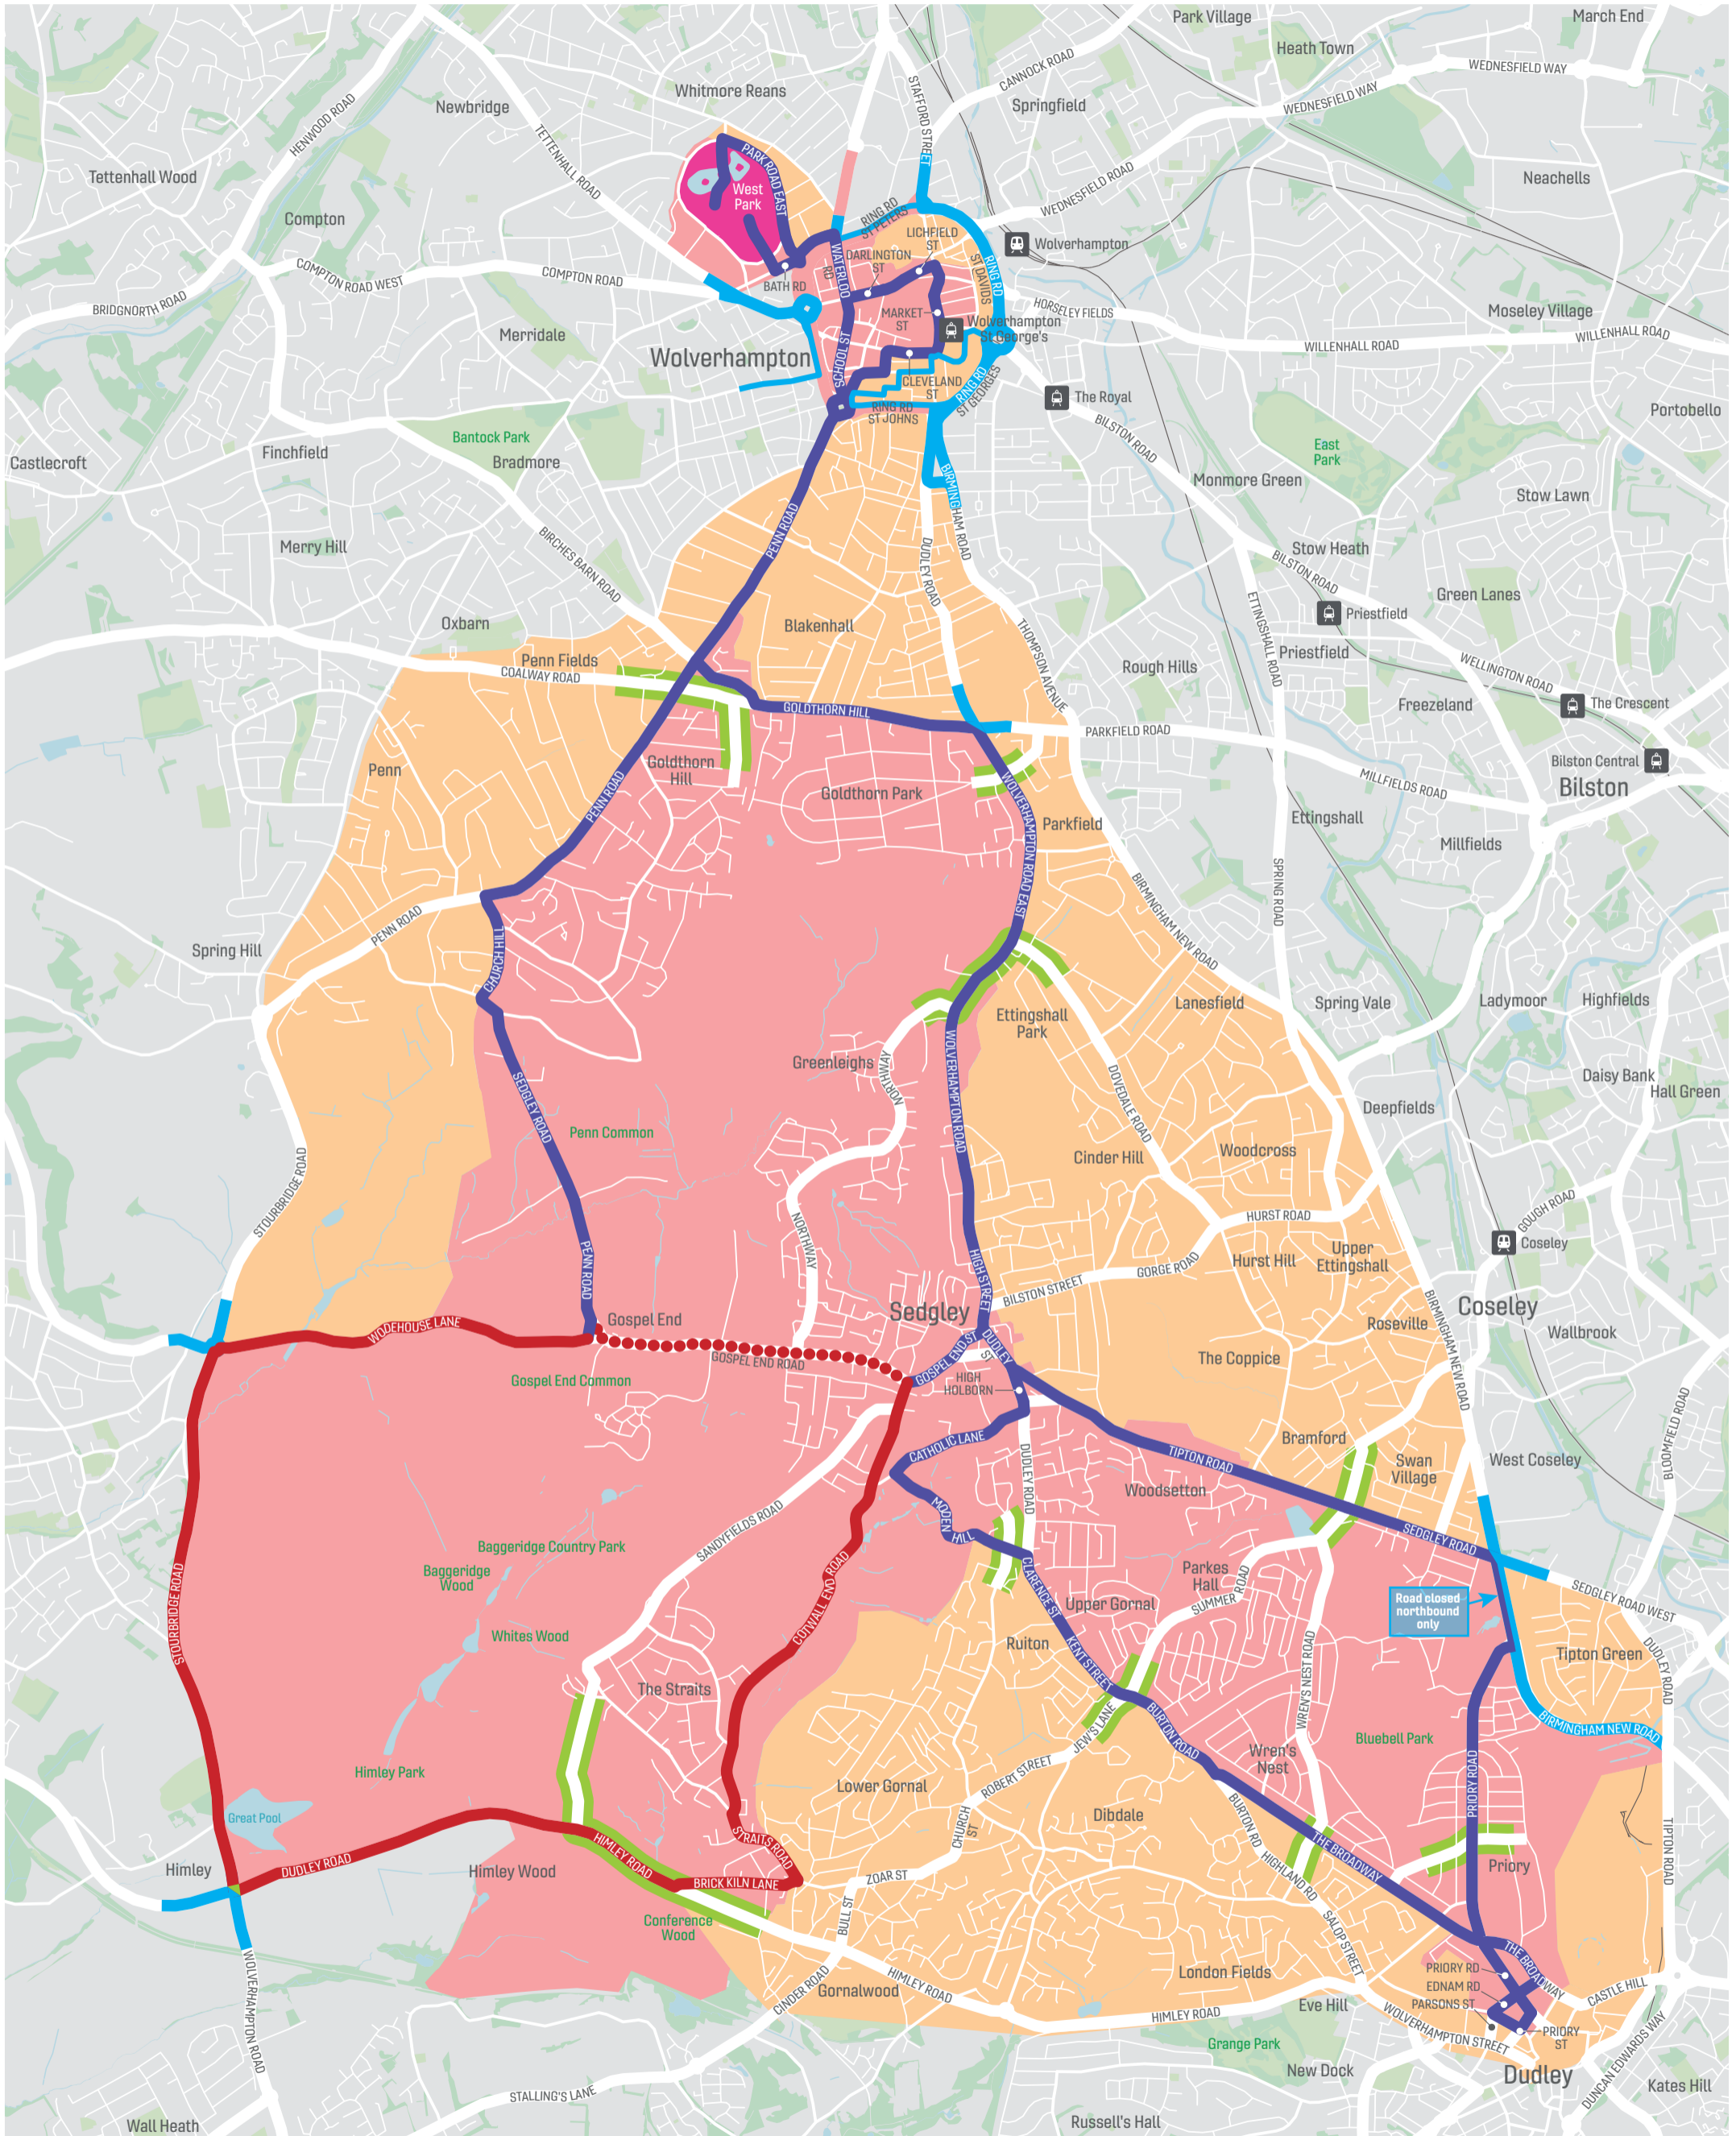 Park Village
March End
Heath Town
WEDNESFIELD WAY
Whitmore Reans
STAFFORD STREET
CANNOCK ROAD
WEDNESFIELD WAY
HENWOOD ROAD
Newbridge
Springfield
TETTENHALL ROAD
PARK ROAD EAST
Tettenhall Wood
West
Park
WEDNESFIELD ROAD
Neachells
Compton
RING RD
ST PETERS
LICHFIELD
ST
Wolverhampton
DARLINGTON
ST
WATERLOO
RD
RING RD
ST DAVIDS
COMPTON ROAD WEST
COMPTON ROAD
BATH RD
BRIDGNORTH ROAD
MARKET
ST
HORSELEY FIELDS
Moseley Village
Wolverhampton
St George's
Merridale
WILLENHALL ROAD
WILLENHALL ROAD
Wolverhampton
SCHOOL ST
CLEVELAND
ST
RING RD
ST GEORGES
The Royal
RING RD
ST JOHNS
Portobello
BILSTON ROAD
Bantock Park
East
Park
Finchfield
Castlecroft
Bradmore
Monmore Green
BIRMINGHAM ROAD
Stow Lawn
PENN ROAD
Merry Hill
BIRCHES BARN ROAD
DUDLEY ROAD
Stow Heath
BILSTON ROAD
Green Lanes
ETTINGSHALL ROAD
Priestfield
Oxbarn
Blakenhall
THOMPSON AVENUE
Priestfield
Penn Fields
COALWAY ROAD
Rough Hills
WELLINGTON ROAD
GOLDTHORN HILL
Freezeland
The Crescent
PARKFIELD ROAD
Penn
Goldthorn
Hill
Bilston Central
PENN ROAD
Goldthorn Park
WOLVERHAMPTON ROAD EAST
MILLFIELDS ROAD
Bilston
Parkfield
Ettingshall
Millfields
SPRING ROAD
BIRMINGHAM NEW ROAD
PENN ROAD
Spring Hill
CHURCH HILL
Lanesfield
Spring Vale
Ladymoor
Highfields
Ettingshall
Park
WOLVERHAMPTON ROAD
Greenleighs
NORTHWAY
DOVEDALE ROAD
Daisy Bank
Hall Green
SEDGLEY ROAD
Deepfields
Penn Common
Cinder Hill
Woodcross
STOURBRIDGE ROAD
NORTHWAY
HURST ROAD
GOUGH ROAD
PENN ROAD
HIGH STREET
Hurst Hill
Upper
Ettingshall
Coseley
BILSTON STREET
GORGE ROAD
BIRMINGHAM NEW ROAD
Coseley
Gospel End
Sedgley
WODEHOUSE LANE
Roseville
Wallbrook
GOSPEL END ROAD
GOSPEL END ST
DUDLEY
ST
The Coppice
Gospel End Common
HIGH
HOLBORN
BLOOMFIELD ROAD
CATHOLIC LANE
DUDLEY ROAD
TIPTON ROAD
Bramford
Swan
Village
West Coseley
Woodsetton
MODEN
HILL
SANDYFIELDS ROAD
SEDGLEY ROAD
Baggeridge Country Park
Baggeridge
Wood
CLARENCE ST
Parkes
Hall
SUMMER ROAD
Road closed
northbound
only
SEDGLEY ROAD WEST
STOURBRIDGE ROAD
COTWALL END ROAD
Upper Gornal
Whites Wood
Ruiton
KENT STREET
Tipton Green
DUDLEY ROAD
The Straits
WREN'S NEST ROAD
JEW'S LANE
BURTON ROAD
BIRMINGHAM NEW ROAD
Himley Park
Wren's
Nest
Bluebell Park
Lower Gornal
ROBERT STREET
PRIORY ROAD
Great Pool
CHURCH
ST
Dibdale
BURTON RD
STRAITS ROAD
THE BROADWAY
TIPTON ROAD
HIMLEY ROAD
Himley
DUDLEY ROAD
Himley Wood
BRICK KILN LANE
ZOAR ST
HIGHLAND RD
Priory
BULL ST
Conference
Wood
SALOP STREET
THE BROADWAY
PRIORY RD
EDNAM RD
PARSONS ST
London Fields
CINDER ROAD
Gornalwood
HIMLEY ROAD
CASTLE HILL
WOLVERHAMPTON ROAD
HIMLEY ROAD
Eve Hill
WOLVERHAMPTON STREET
PRIORY
ST
Grange Park
New Dock
DUNCAN EDWARDS WAY
Dudley
Kates Hill
STALLING'S LANE
Wall Heath
Russell's Hall